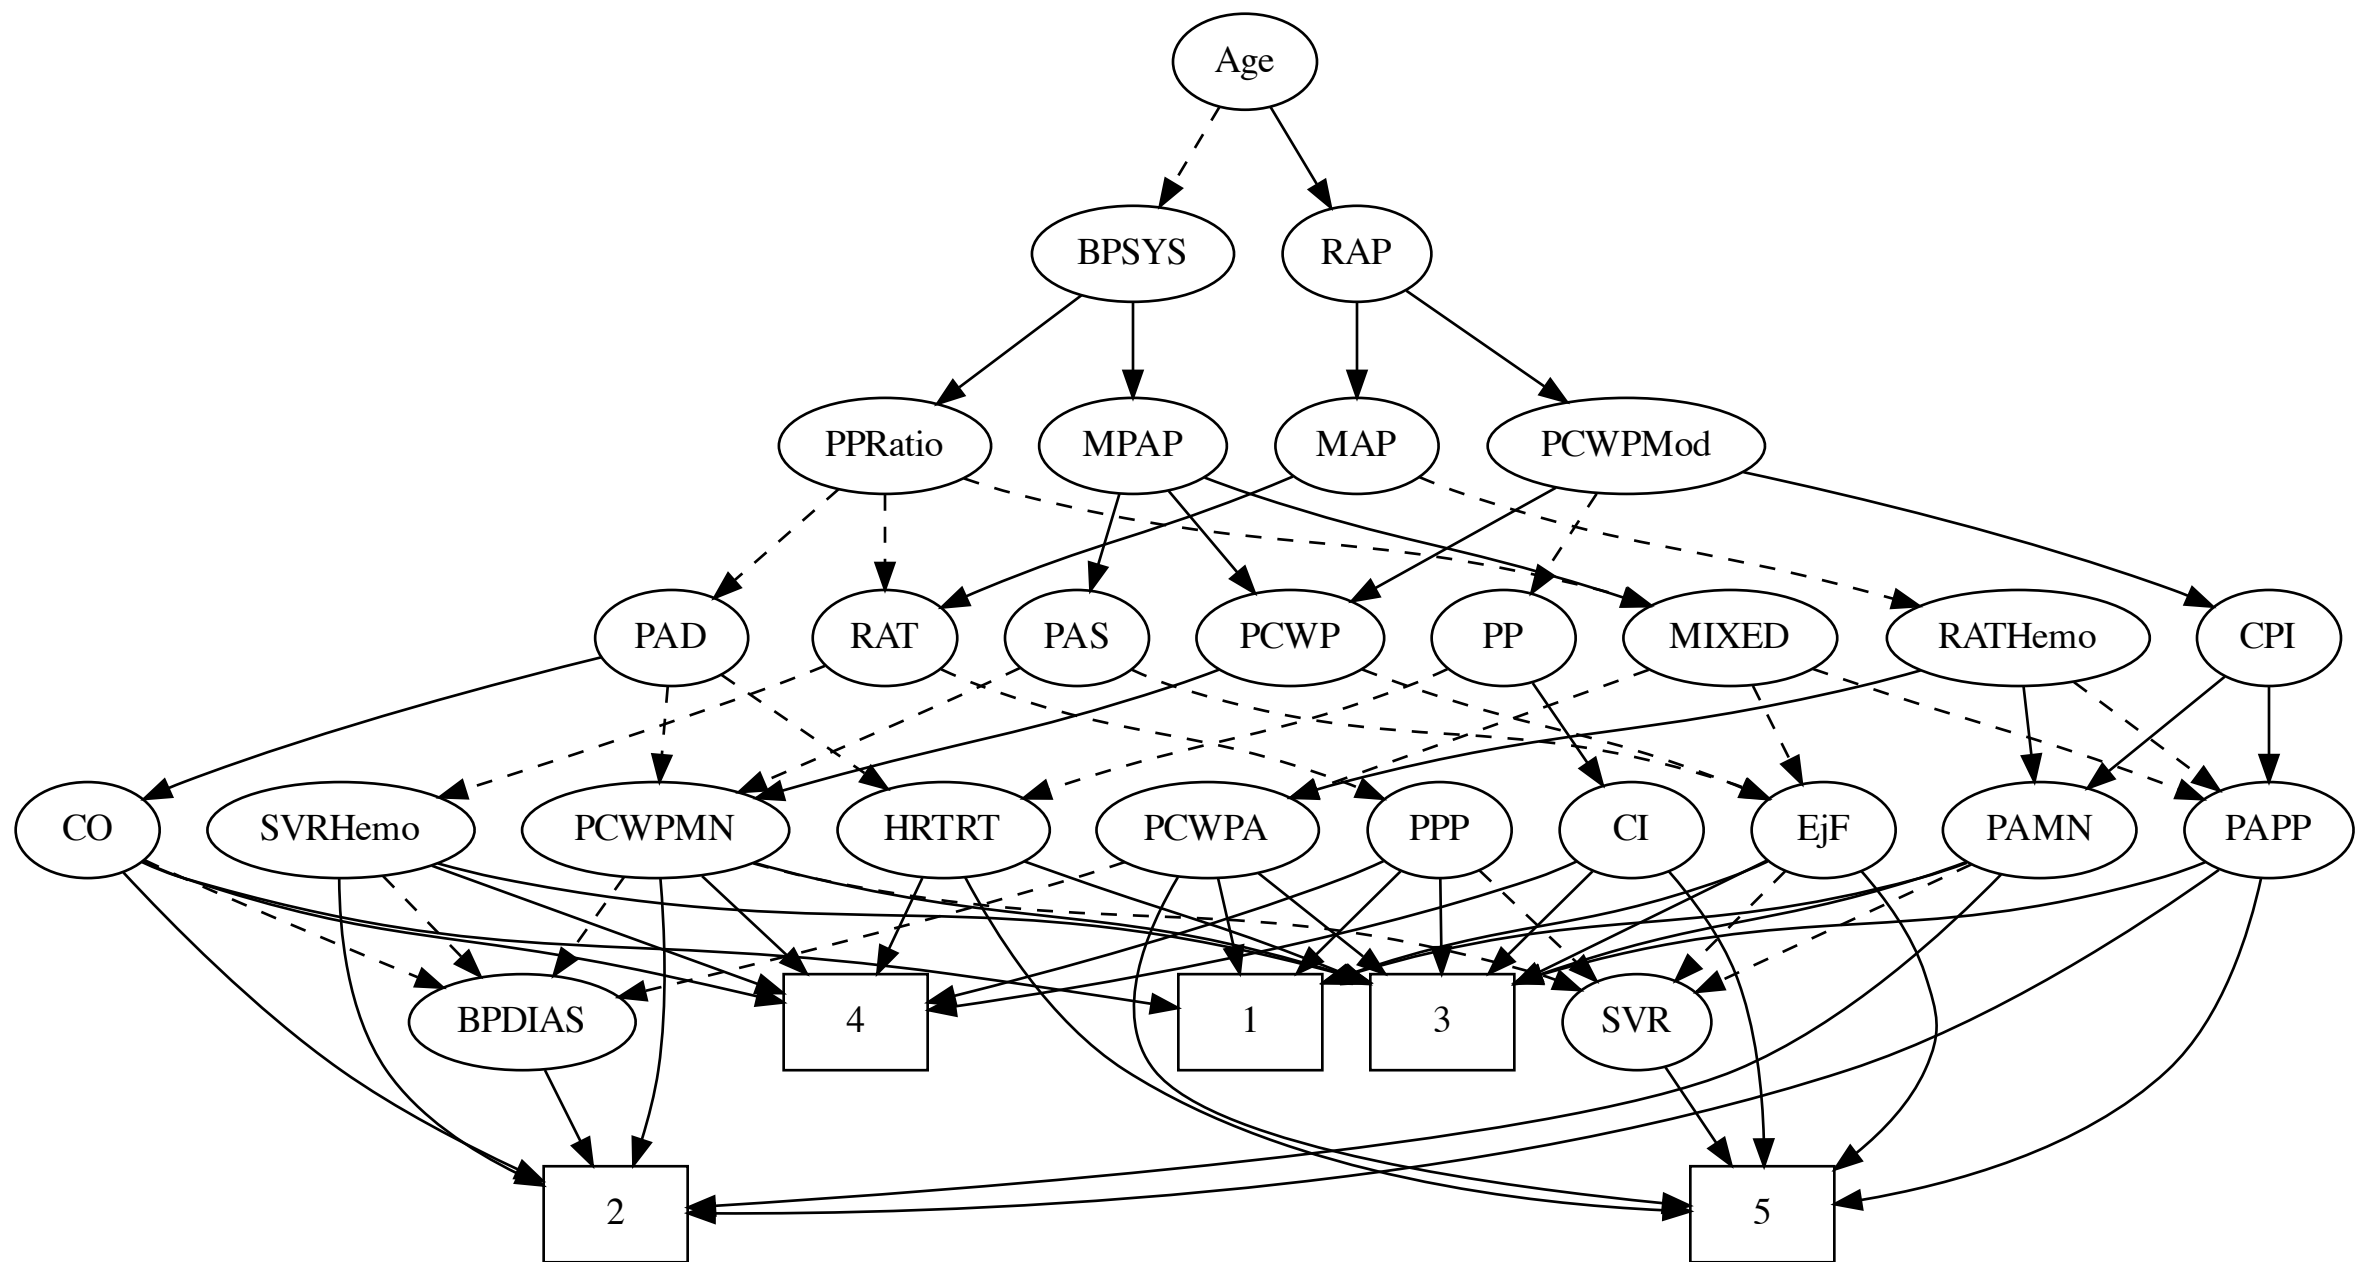 Age
BPSYS
RAP
PPRatio
MPAP
MAP
PCWPMod
PAD
RAT
PAS
PCWP
PP
MIXED
RATHemo
CPI
CO
SVRHemo
PCWPMN
HRTRT
PCWPA
PPP
CI
EjF
PAMN
PAPP
BPDIAS
4
1
3
SVR
2
5